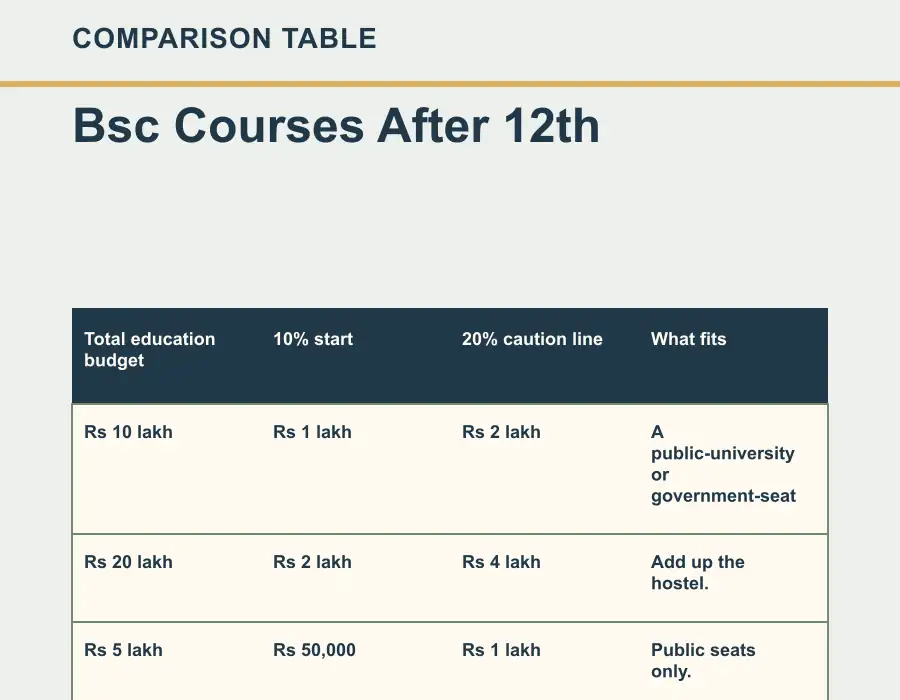 COMPARISON TABLE
Bsc Courses After 12th
Total education budget | 10% start | 20% caution line | What fits
Rs 10 lakh | Rs 1 lakh | Rs 2 lakh | A public-university or government-seat
Rs 20 lakh | Rs 2 lakh | Rs 4 lakh | Add up the hostel.
Rs 5 lakh | Rs 50,000 | Rs 1 lakh | Public seats only.